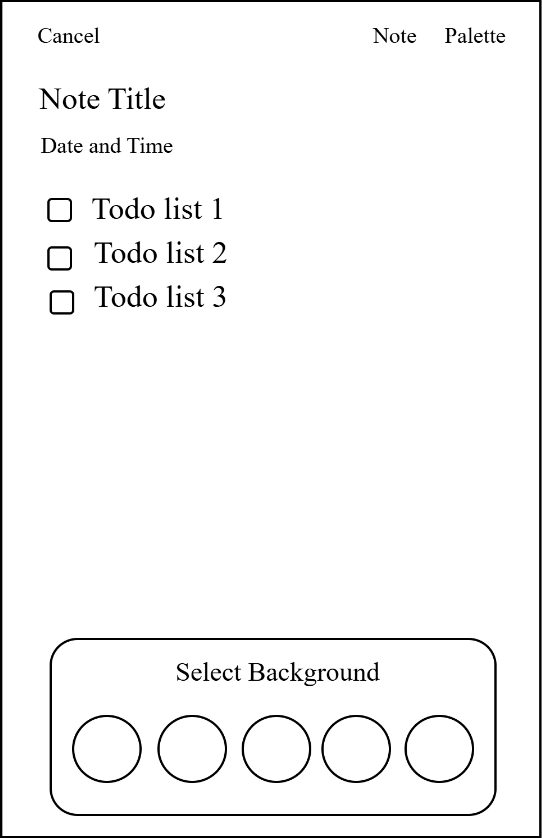 Cancel Note Palette
Note Title
Date and Time
Todo list 1
Todo list 2
Todo list 3
Select Background